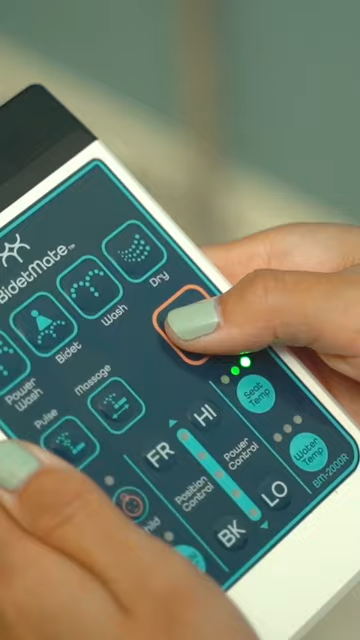 BidetMate™
Power
Wash
Bidet
Wash
Dry
Pulse
Massage
FR
HI
Position
Control
Power
Control
BK
LO
Seat
Temp
Water
Temp
BM-2000R